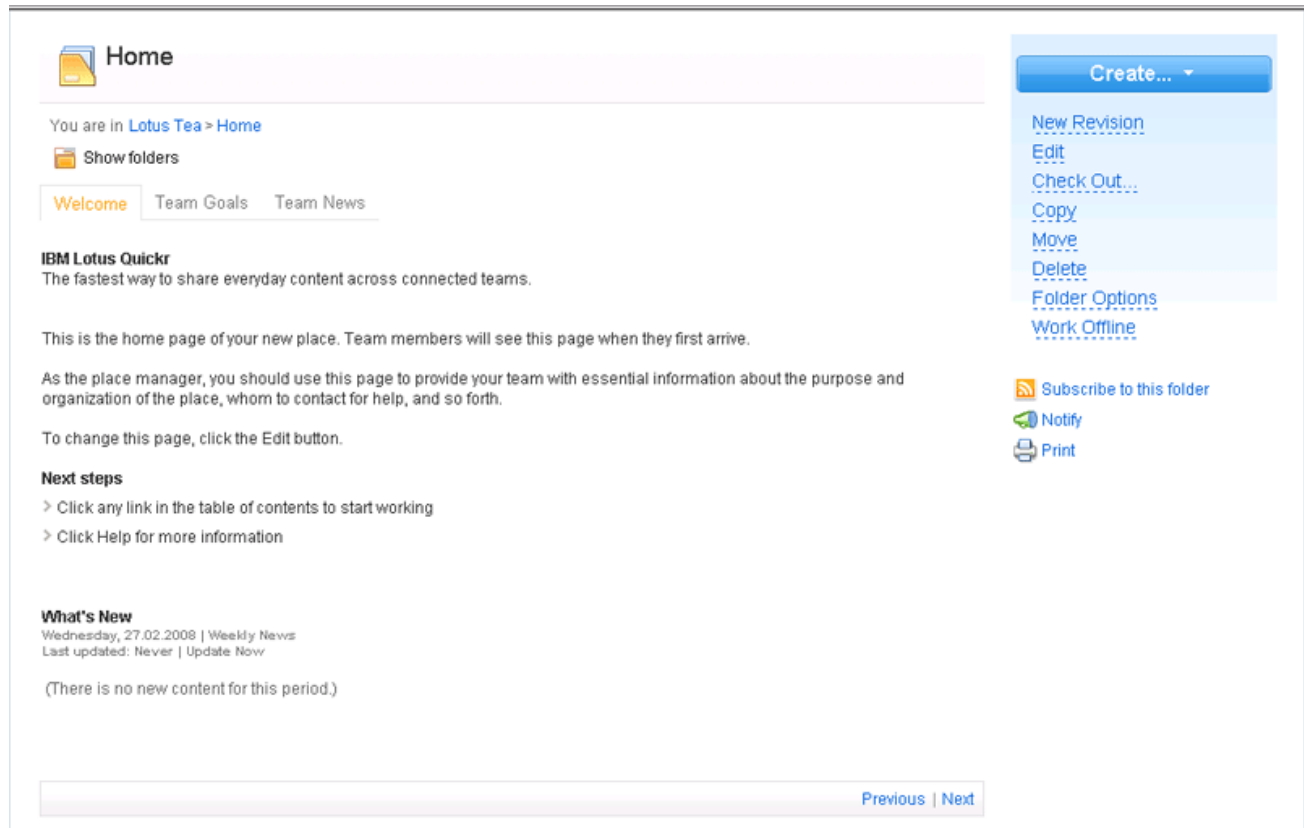 Home
You are in Lotus Tea > Home
Show folders
Welcome Team Goals Team News
IBM Lotus Quickr
The fastest way to share everyday content across connected teams.
This is the home page of your new place. Team members will see this page when they first arrive.
As the place manager, you should use this page to provide your team with essential information about the purpose and
organization of the place, whom to contact for help, and so forth.
To change this page, click the Edit button.
Next steps
> Click any link in the table of contents to start working
> Click Help for more information
What's New
Wednesday, 27.02.2008 | Weekly News
Last updated: Never | Update Now
(There is no new content for this period.)
Previous | Next
Create...
New Revision
Edit
Check Out...
Copy
Move
Delete
Folder Options
Work Offline
Subscribe to this folder
Notify
Print